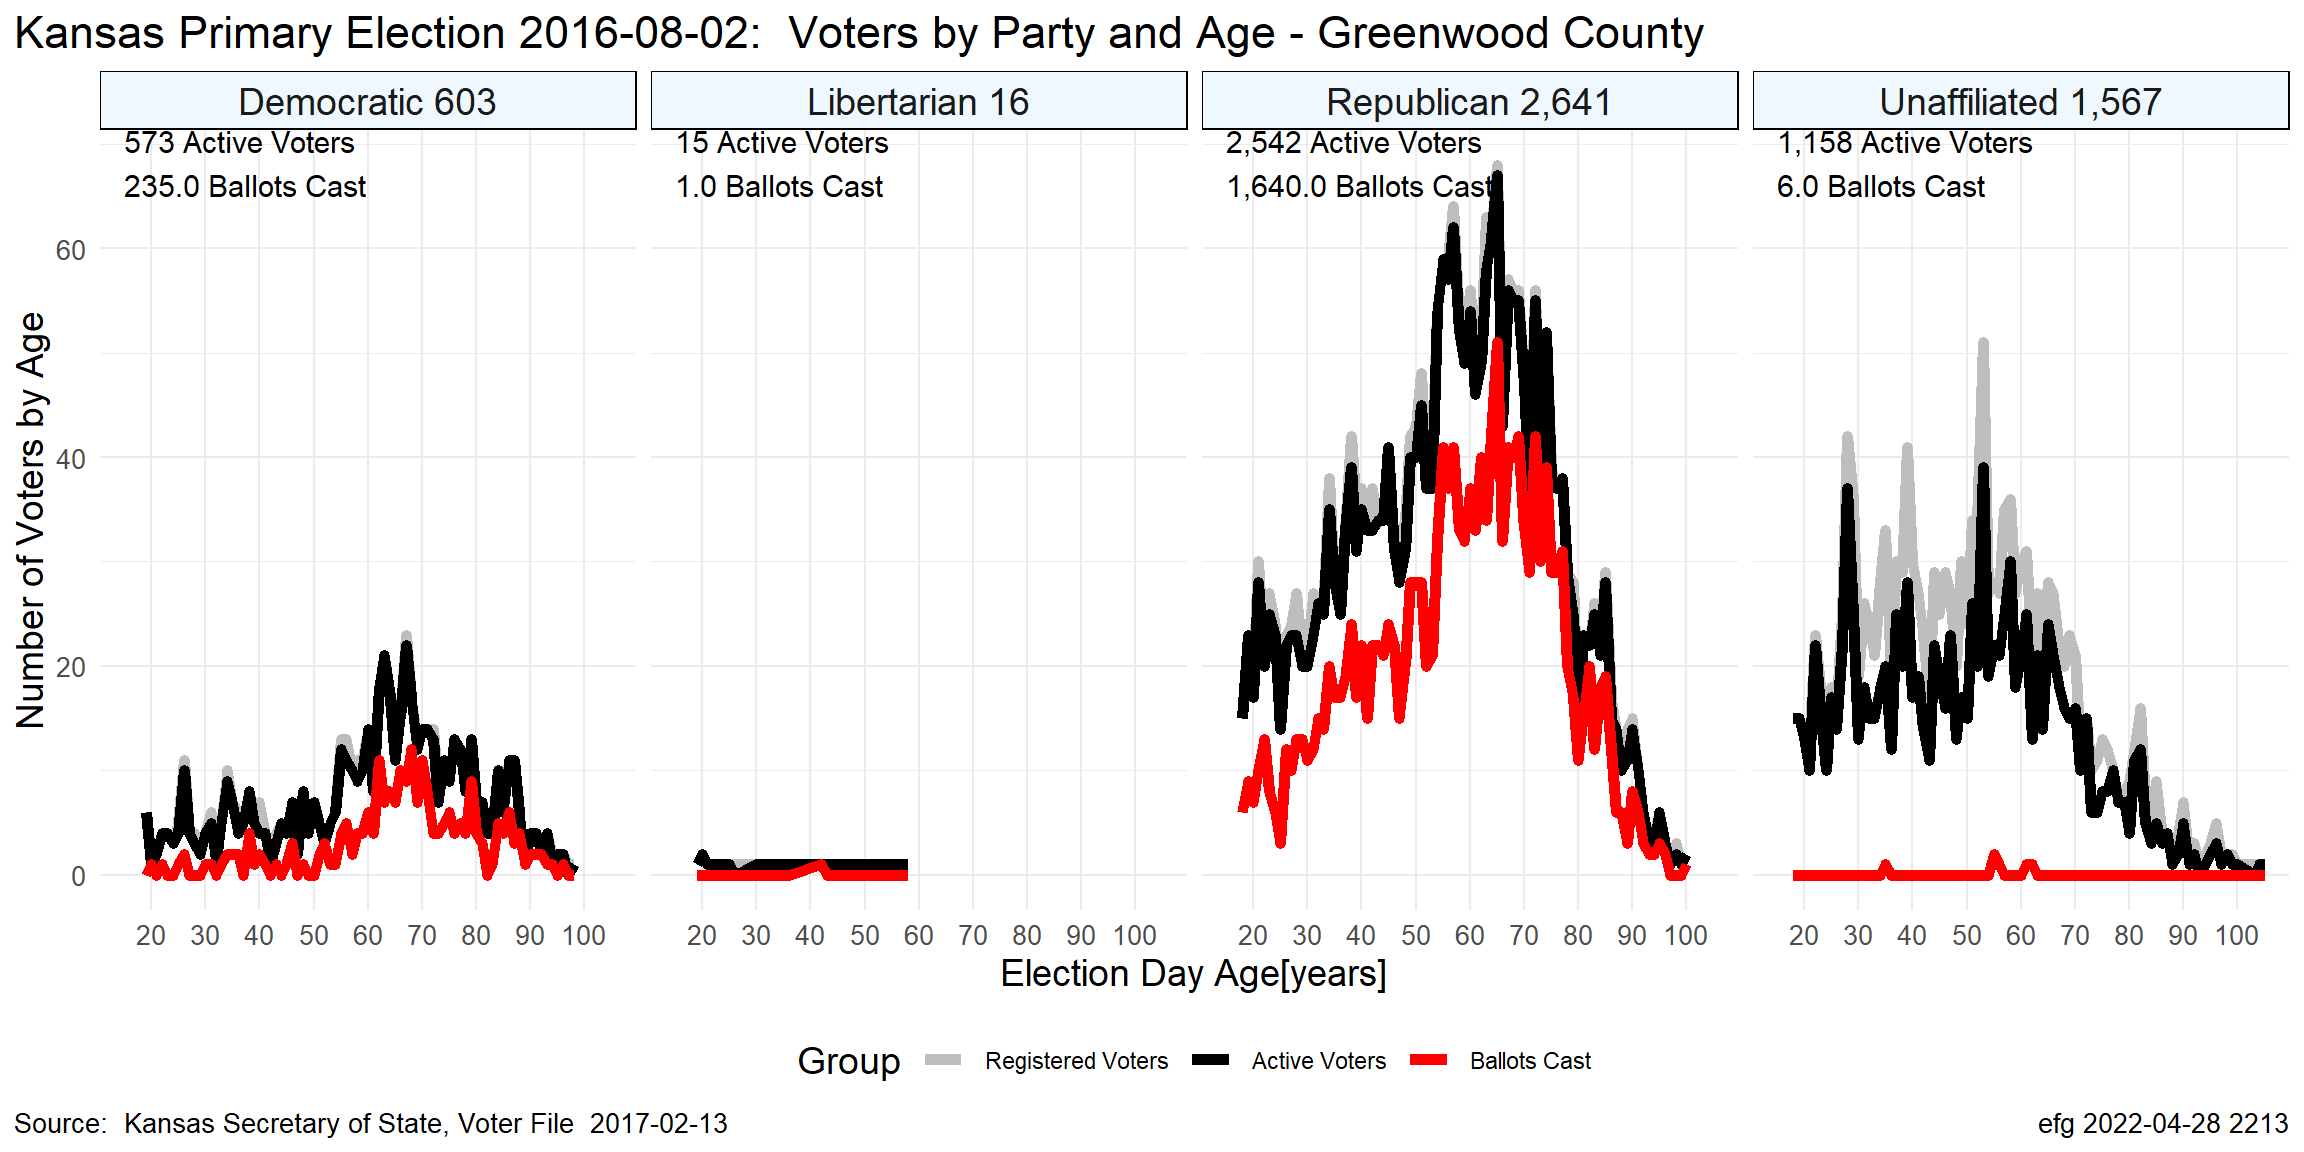 Kansas Primary Election 2016-08-02:  Voters by Party and Age - Greenwood County
Democratic 603
Libertarian 16
Republican 2,641
Unaffiliated 1,567
573 Active Voters
235.0 Ballots Cast
15 Active Voters
1.0 Ballots Cast
2,542 Active Voters
1,640.0 Ballots Cast
1,158 Active Voters
6.0 Ballots Cast
Number of Voters by Age
60
40
20
0
20 30 40 50 60 70 80 90 100
20 30 40 50 60 70 80 90 100
20 30 40 50 60 70 80 90 100
20 30 40 50 60 70 80 90 100
Election Day Age[years]
Group Registered Voters Active Voters Ballots Cast
Source:  Kansas Secretary of State, Voter File  2017-02-13
efg 2022-04-28 2213